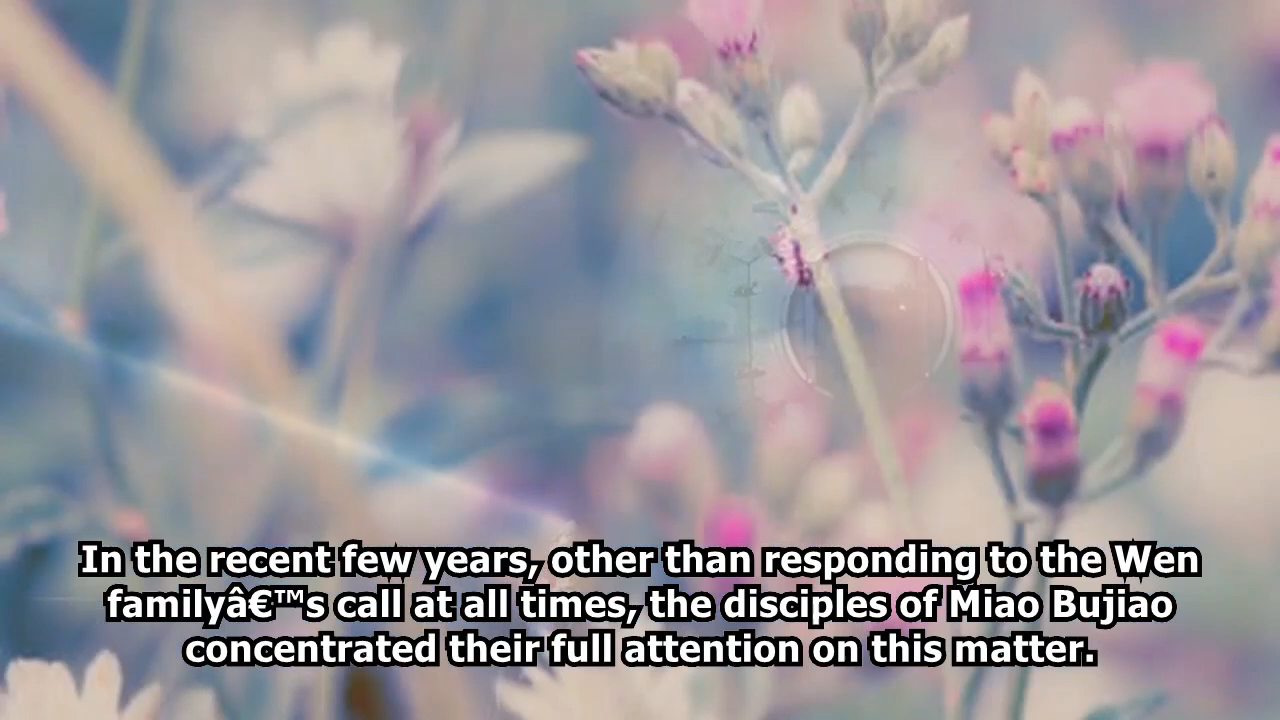 In the recent few years, other than responding to the Wen
familyâ€™s call at all times, the disciples of Miao Bujiao
concentrated their full attention on this matter.